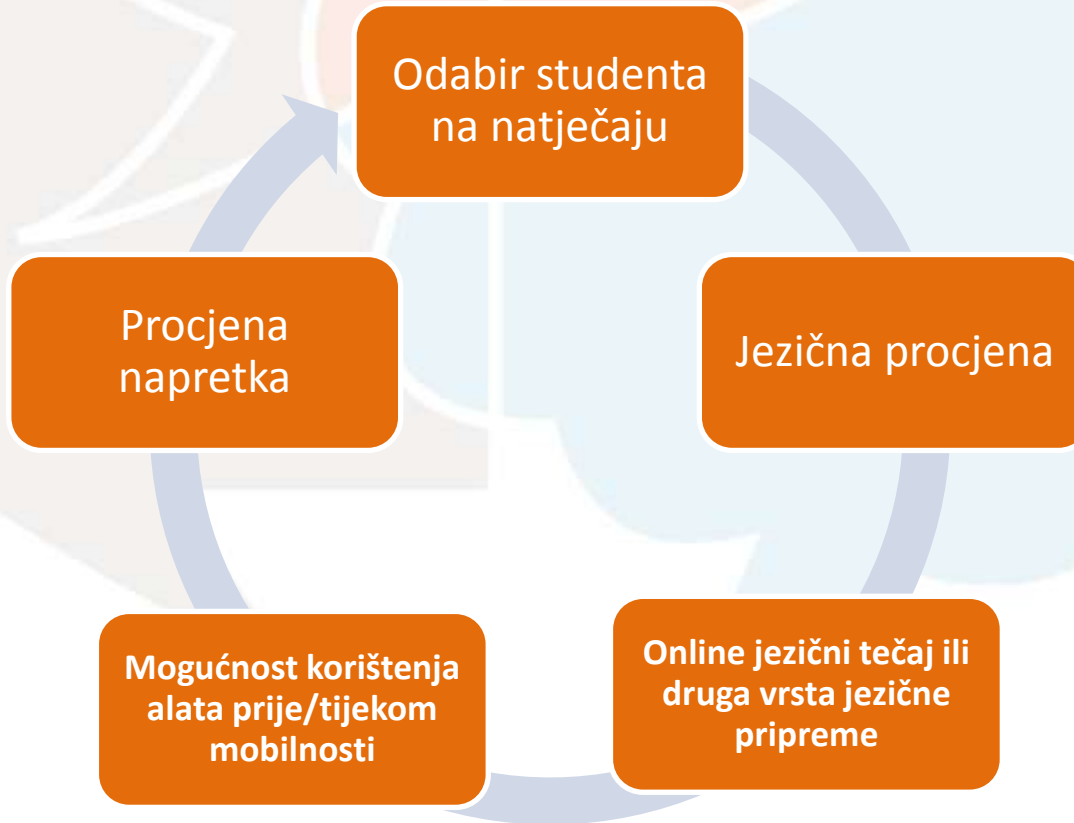 Odabir studenta
na natječaju
Jezična procjena
Online jezični tečaj ili
druga vrsta jezične
pripreme
Mogućnost korištenja
alata prije/tijekom
mobilnosti
Procjena
napretka